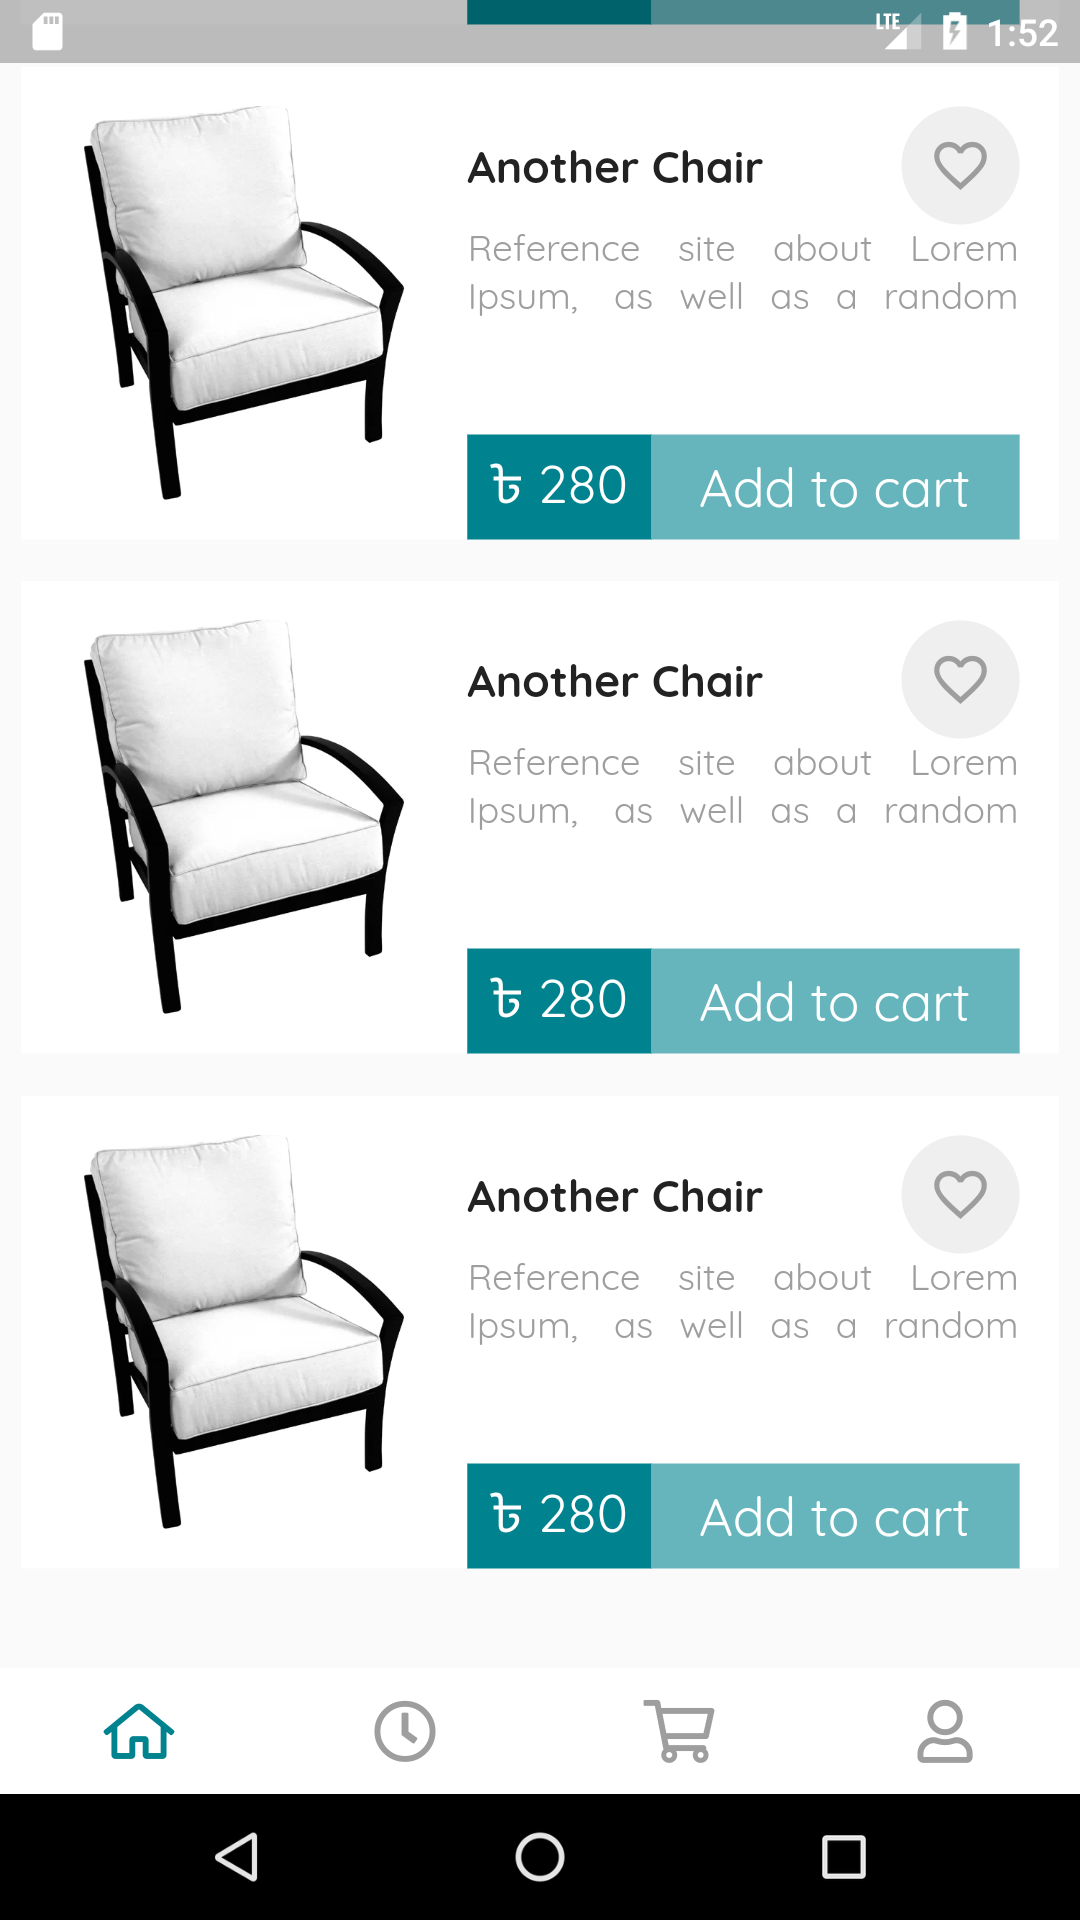 LTE 1:52
Another Chair
Reference site about Lorem
Ipsum, as well as a random
৳ 280 Add to cart
Another Chair
Reference site about Lorem
Ipsum, as well as a random
৳ 280 Add to cart
Another Chair
Reference site about Lorem
Ipsum, as well as a random
৳ 280 Add to cart